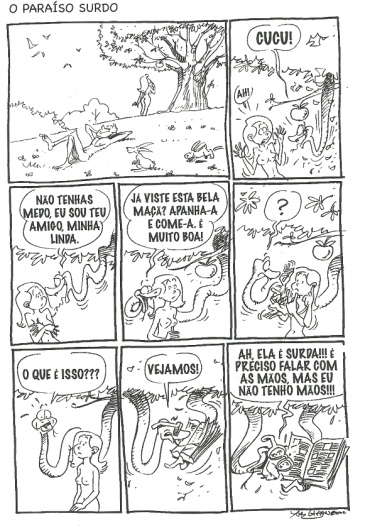 O PARAÍSO SURDO
CUCU!
AH!
NÃO TENHAS
MEDO, EU SOU TEU
AMIGO, MINHA
LINDA.
JÁ VISTE ESTA BELA
MAÇÃ? APANHA-A
E COME-A. É
MUITO BOA!
?
O QUE É ISSO???
VEJAMOS!
AH, ELA É SURDA!!! É
PRECISO FALAR COM
AS MÃOS, MAS EU
NÃO TENHO MÃOS!!!